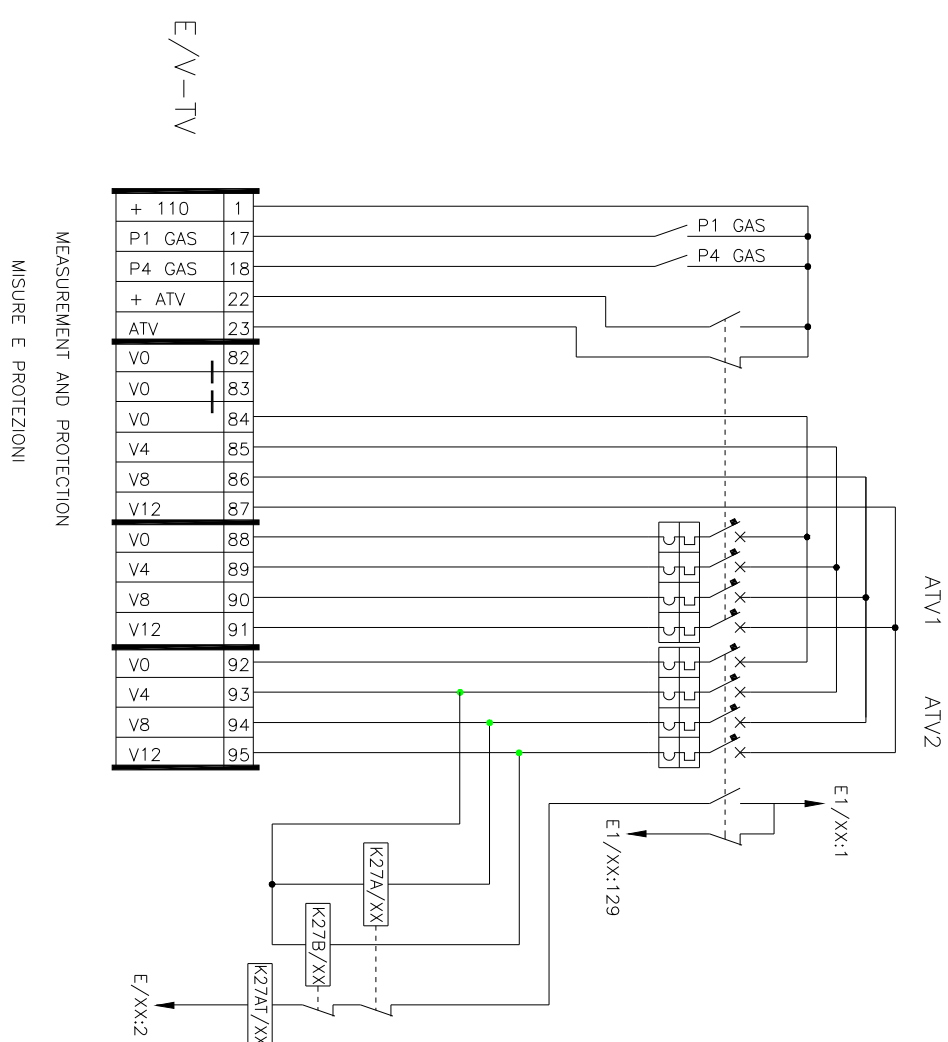 E/V-TV
MEASUREMENT AND PROTECTION
MISURE E PROTEZIONI
+ 110 1
P1 GAS 17
P4 GAS 18
+ ATV 22
ATV 23
V0 82
V0 83
V0 84
V4 85
V8 86
V12 87
V0 88
V4 89
V8 90
V12 91
V0 92
V4 93
V8 94
V12 95
P1 GAS
P4 GAS
ATV1
ATV2
E1/XX:1
E1/XX:129
K27A/XX
K27B/XX
K27AT/XX
E/XX:2